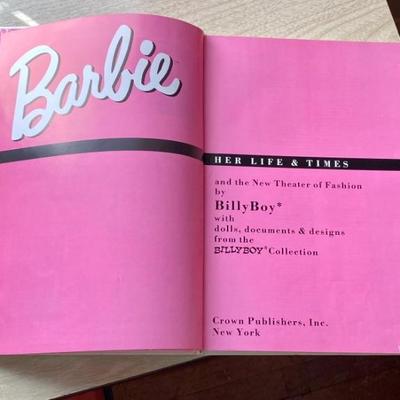 Barbie™
HER LIFE & TIMES
and the New Theater of Fashion
by
BillyBoy*
with
dolls, documents & designs
from the
BILLYBOY* Collection
Crown Publishers, Inc.
New York